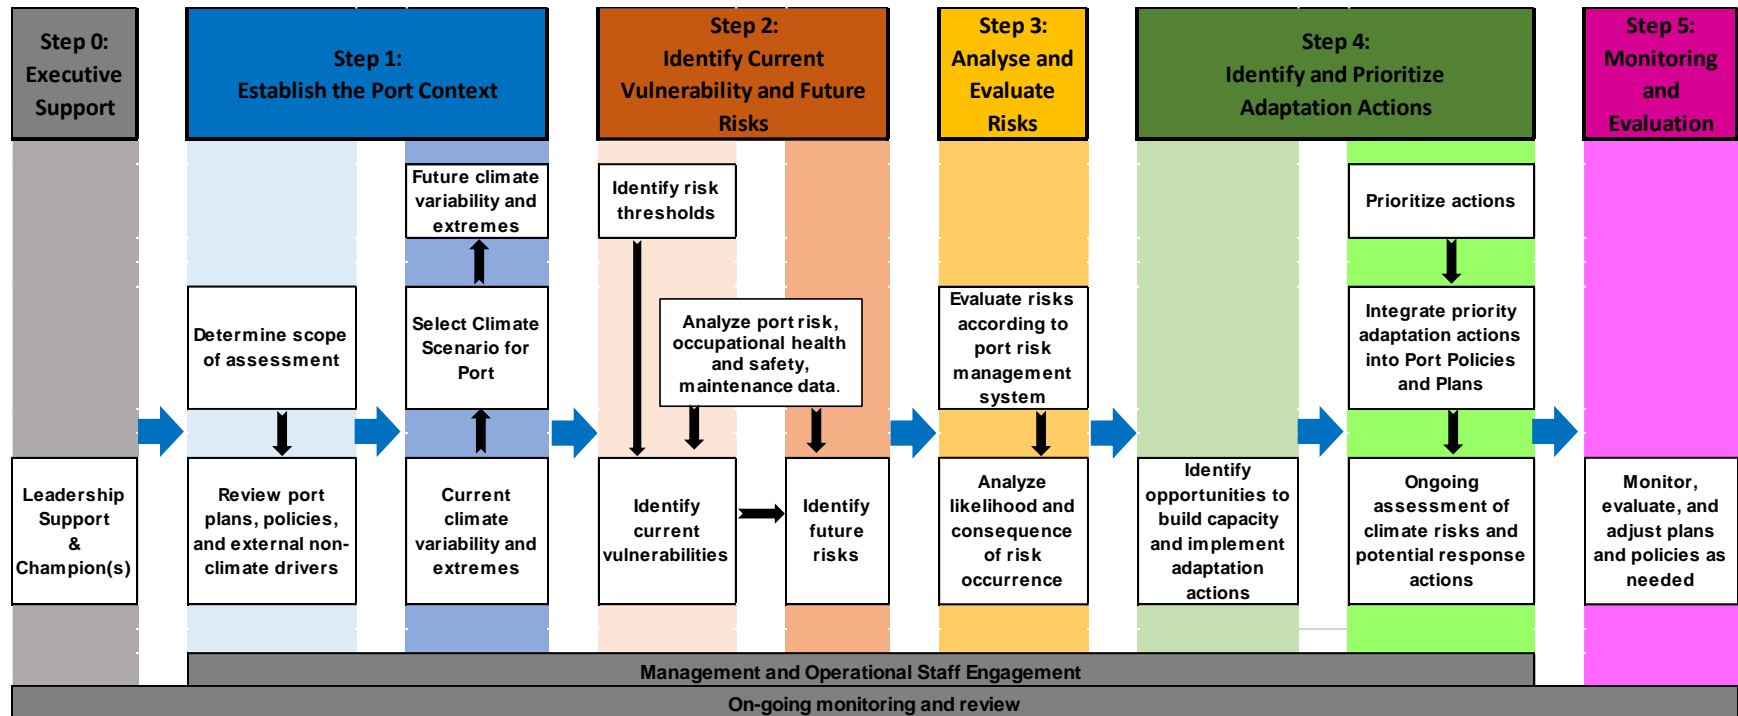 Step 0:
Executive
Support
Step 1:
Establish the Port Context
Step 2:
Identify Current
Vulnerability and Future
Risks
Step 3:
Analyse and
Evaluate
Risks
Step 4:
Identify and Prioritize
Adaptation Actions
Step 5:
Monitoring
and
Evaluation
Leadership
Support
&
Champion(s)
Determine scope
of assessment
Review port
plans, policies,
and external non-
climate drivers
Future climate
variability and
extremes
Select Climate
Scenario for
Port
Current
climate
variability and
extremes
Identify risk
thresholds
Analyze port risk,
occupational health
and safety,
maintenance data.
Identify
current
vulnerabilities
Identify
future
risks
Evaluate risks
according to
port risk
management
system
Analyze
likelihood and
consequence
of risk
occurrence
Identify
opportunities to
build capacity
and implement
adaptation
actions
Prioritize actions
Integrate priority
adaptation actions
into Port Policies
and Plans
Ongoing
assessment of
climate risks and
potential response
actions
Monitor,
evaluate, and
adjust plans
and policies as
needed
Management and Operational Staff Engagement
On-going monitoring and review